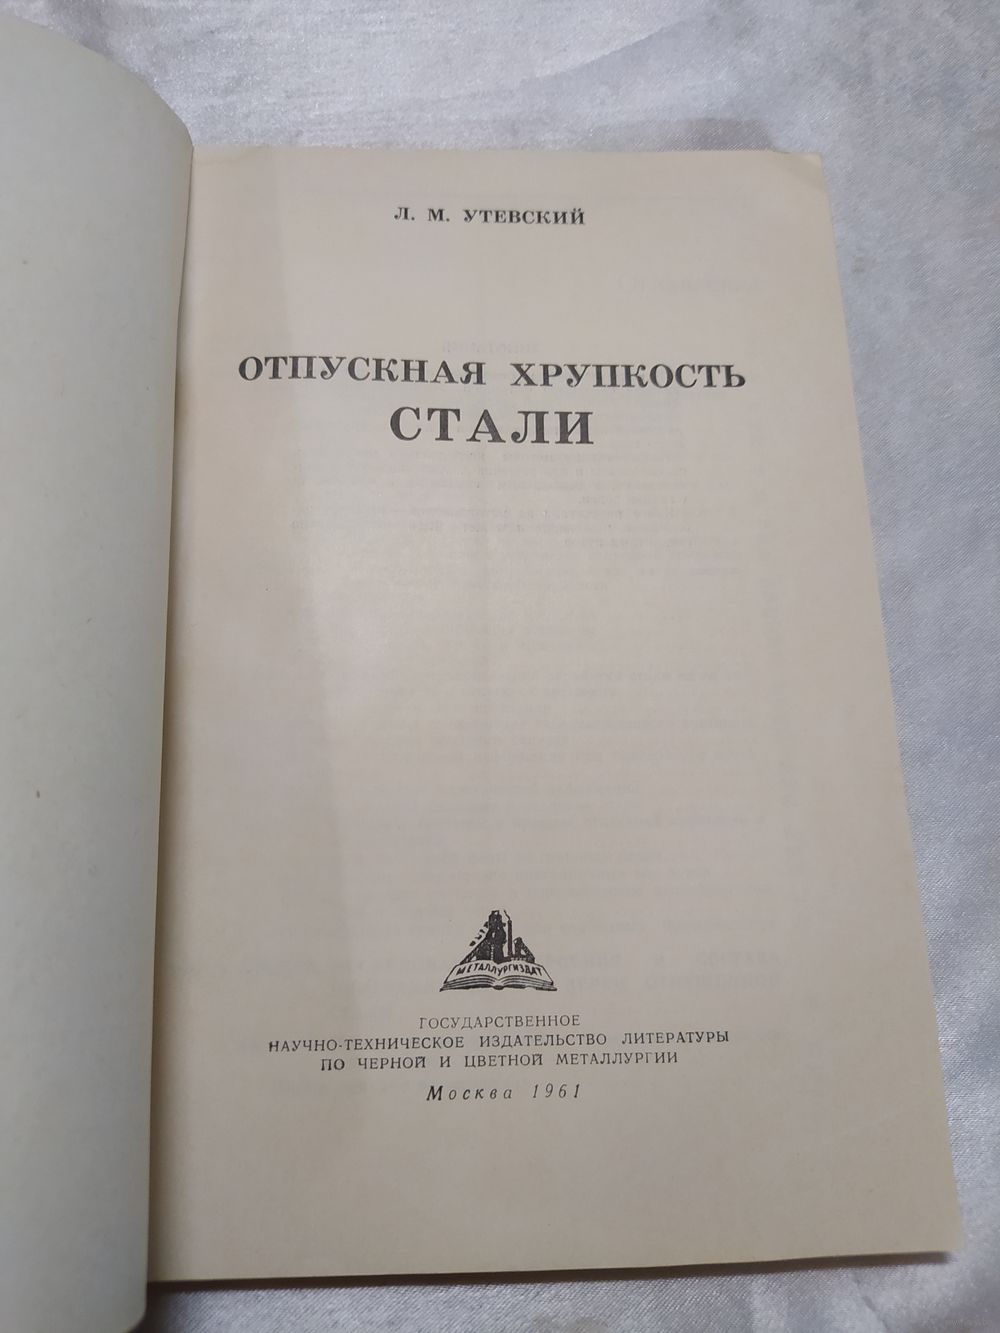 Л. М. УТЕВСКИЙ
ОТПУСКНАЯ ХРУПКОСТЬ
СТАЛИ
МЕТАЛЛУРГИЗДАТ
ГОСУДАРСТВЕННОЕ
НАУЧНО-ТЕХНИЧЕСКОЕ ИЗДАТЕЛЬСТВО ЛИТЕРАТУРЫ
ПО ЧЕРНОЙ И ЦВЕТНОЙ МЕТАЛЛУРГИИ
Москва 1961